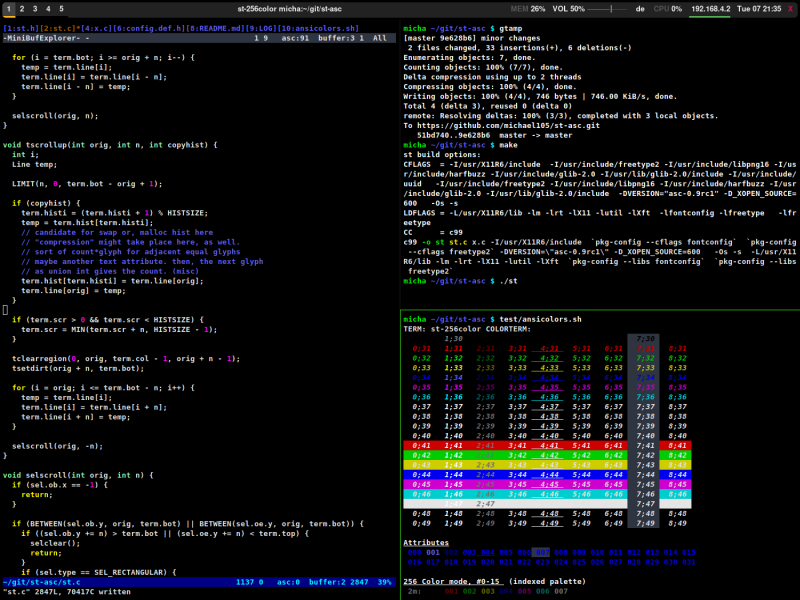 1 2 3 4 5
st-256color micha:~/git/st-asc
MEM 26% VOL 50% de CPU 0% 192.168.4.2 Tue 07 21:35 X
[1:st.h][2:st.c]*[4:x.c][6:config.def.h][8:README.md][9:LOG][10:ansicolors.sh]
-MiniBufExplorer- - 1 9 asc:91 buffer:3 1 All
for (i = term.bot; i >= orig + n; i--) {
temp = term.line[i];
term.line[i] = term.line[i - n];
term.line[i - n] = temp;
}
selscroll(orig, n);
}
void tscrollup(int orig, int n, int copyhist) {
int i;
Line temp;
LIMIT(n, 0, term.bot - orig + 1);
if (copyhist) {
term.histi = (term.histi + 1) % HISTSIZE;
temp = term.hist[term.histi];
// candidate for swap or, malloc hist here
// "compression" might take place here, as well.
// sort of count*glyph for adjacent equal glyphs
// maybe another text attribute. then, the next glyph
// as union int gives the count. (misc)
term.hist[term.histi] = term.line[orig];
term.line[orig] = temp;
}
if (term.scr > 0 && term.scr < HISTSIZE) {
term.scr = MIN(term.scr + n, HISTSIZE - 1);
}
tclearregion(0, orig, term.col - 1, orig + n - 1);
tsetdirt(orig + n, term.bot);
for (i = orig; i <= term.bot - n; i++) {
temp = term.line[i];
term.line[i] = term.line[i + n];
term.line[i + n] = temp;
}
selscroll(orig, -n);
}
void selscroll(int orig, int n) {
if (sel.ob.x == -1) {
return;
}
if (BETWEEN(sel.ob.y, orig, term.bot) || BETWEEN(sel.oe.y, orig, term.bot)) {
if ((sel.ob.y += n) > term.bot || (sel.oe.y += n) < term.top) {
selclear();
return;
}
if (sel.type == SEL_RECTANGULAR) {
~/git/st-asc/st.c 1137 0 asc:0 buffer:2 2847 39%
"st.c" 2847L, 70417C written
micha ~/git/st-asc $ gtamp
[master 9e628b6] minor changes
2 files changed, 33 insertions(+), 6 deletions(-)
Enumerating objects: 7, done.
Counting objects: 100% (7/7), done.
Delta compression using up to 2 threads
Compressing objects: 100% (4/4), done.
Writing objects: 100% (4/4), 746 bytes | 746.00 KiB/s, done.
Total 4 (delta 3), reused 0 (delta 0)
remote: Resolving deltas: 100% (3/3), completed with 3 local objects.
To https://github.com/michael105/st-asc.git
51bd740..9e628b6 master -> master
micha ~/git/st-asc $ make
st build options:
CFLAGS = -I/usr/X11R6/include -I/usr/include/freetype2 -I/usr/include/libpng16 -I/us
r/include/harfbuzz -I/usr/include/glib-2.0 -I/usr/lib/glib-2.0/include -I/usr/include/
uuid -I/usr/include/freetype2 -I/usr/include/libpng16 -I/usr/include/harfbuzz -I/usr/
include/glib-2.0 -I/usr/lib/glib-2.0/include -DVERSION="asc-0.9rc1" -D_XOPEN_SOURCE=
600 -Os -s
LDFLAGS = -L/usr/X11R6/lib -lm -lrt -lX11 -lutil -lXft -lfontconfig -lfreetype -lfr
eetype
CC = c99
c99 -o st st.c x.c -I/usr/X11R6/include `pkg-config --cflags fontconfig` `pkg-config
--cflags freetype2` -DVERSION=\"asc-0.9rc1\" -D_XOPEN_SOURCE=600 -Os -s -L/usr/X11
R6/lib -lm -lrt -lX11 -lutil -lXft `pkg-config --libs fontconfig` `pkg-config --libs
freetype2`
micha ~/git/st-asc $ ./st
micha ~/git/st-asc $ test/ansicolors.sh
TERM: st-256color COLORTERM:
1;30 7;30
0;31 1;31 2;31 3;31 4;31 5;31 6;31 7;31 8;31
0;32 1;32 2;32 3;32 4;32 5;32 6;32 7;32 8;32
0;33 1;33 2;33 3;33 4;33 5;33 6;33 7;33 8;33
0;34 1;34 2;34 3;34 4;34 5;34 6;34 7;34 8;34
0;35 1;35 2;35 3;35 4;35 5;35 6;35 7;35 8;35
0;36 1;36 2;36 3;36 4;36 5;36 6;36 7;36 8;36
0;37 1;37 2;37 3;37 4;37 5;37 6;37 7;37 8;37
0;38 1;38 2;38 3;38 4;38 5;38 6;38 7;38 8;38
0;39 1;39 2;39 3;39 4;39 5;39 6;39 7;39 8;39
0;40 1;40 2;40 3;40 4;40 5;40 6;40 7;40 8;40
0;41 1;41 2;41 3;41 4;41 5;41 6;41 7;41 8;41
0;42 1;42 2;42 3;42 4;42 5;42 6;42 7;42 8;42
0;43 1;43 2;43 3;43 4;43 5;43 6;43 7;43 8;43
0;44 1;44 2;44 3;44 4;44 5;44 6;44 7;44 8;44
0;45 1;45 2;45 3;45 4;45 5;45 6;45 7;45 8;45
0;46 1;46 2;46 3;46 4;46 5;46 6;46 7;46 8;46
2;47 7;47
0;48 1;48 2;48 3;48 4;48 5;48 6;48 7;48 8;48
0;49 1;49 2;49 3;49 4;49 5;49 6;49 7;49 8;49
Attributes
000 001 002 003 004 005 006 007 008 009 010 011 012 013 014 015
016 017 018 019 020 021 022 023 024 025 026 027 028 029 030 031
256 Color mode, #0-15 (indexed palette)
2m: 001 002 003 005 006 007